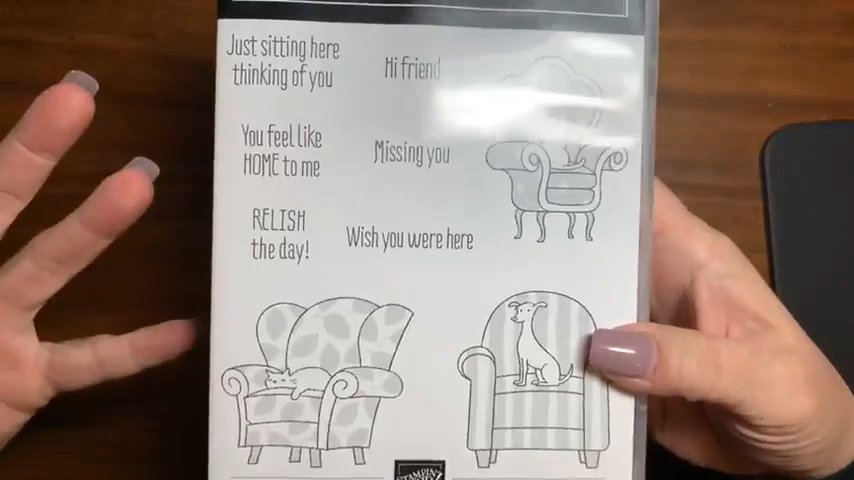 Just sitting here
thinking of you
Hi friend
You feel like
HOME to me
Missing you
RELISH
the day!
Wish you were here
STAMPIN'